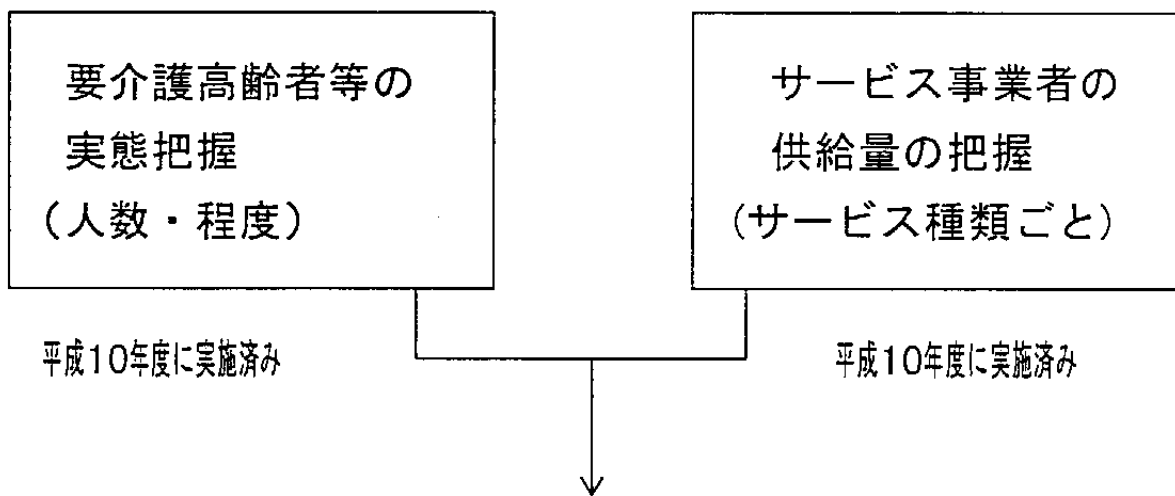 要介護高齢者等の
実態把握
(人数・程度)
平成10年度に実施済み
サービス事業者の
供給量の把握
(サービス種類ごと)
平成10年度に実施済み